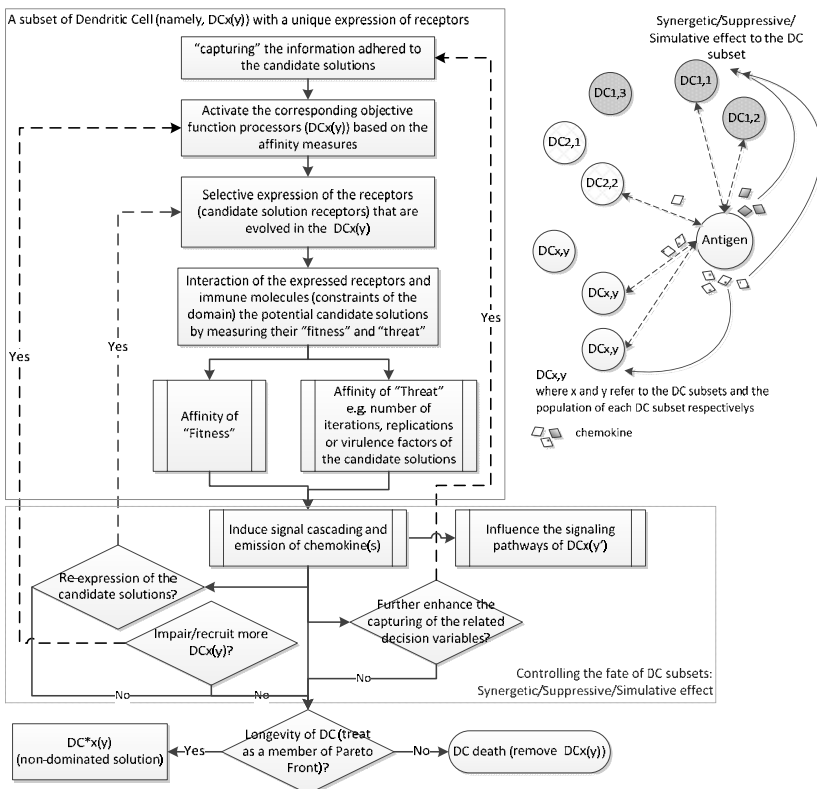 A subset of Dendritic Cell (namely, DCx(y)) with a unique expression of receptors
"capturing" the information adhered to
the candidate solutions
Activate the corresponding objective
function processors (DCx(y)) based on the
affinity measures
Selective expression of the receptors
(candidate solution receptors) that are
evolved in the DCx(y)
Interaction of the expressed receptors and
immune molecules (constraints of the
domain) the potential candidate solutions
by measuring their "fitness" and "threat"
Yes
Yes
Yes
Affinity of
"Fitness"
Affinity of "Threat"
e.g. number of
iterations, replications
or virulence factors of
the candidate solutions
Induce signal cascading and
emission of chemokine(s)
Influence the signaling
pathways of DCx(y')
Re-expression of the
candidate solutions?
Impair/recruit more
DCx(y)?
Further enhance the
capturing of the related
decision variables?
No
No
No
Controlling the fate of DC subsets:
Synergetic/Suppressive/Simulative effect
Longevity of DC (treat
as a member of Pareto
Front)?
Yes
No
DC*x(y)
(non-dominated solution)
DC death (remove DCx(y))
Synergetic/Suppressive/
Simulative effect to the DC
subset
DC1,1
DC1,3
DC1,2
DC2,1
DC2,2
Antigen
DCx,y
DCx,y
DCx,y
DCx,y
where x and y refer to the DC subsets and the
population of each DC subset respectivelys
chemokine